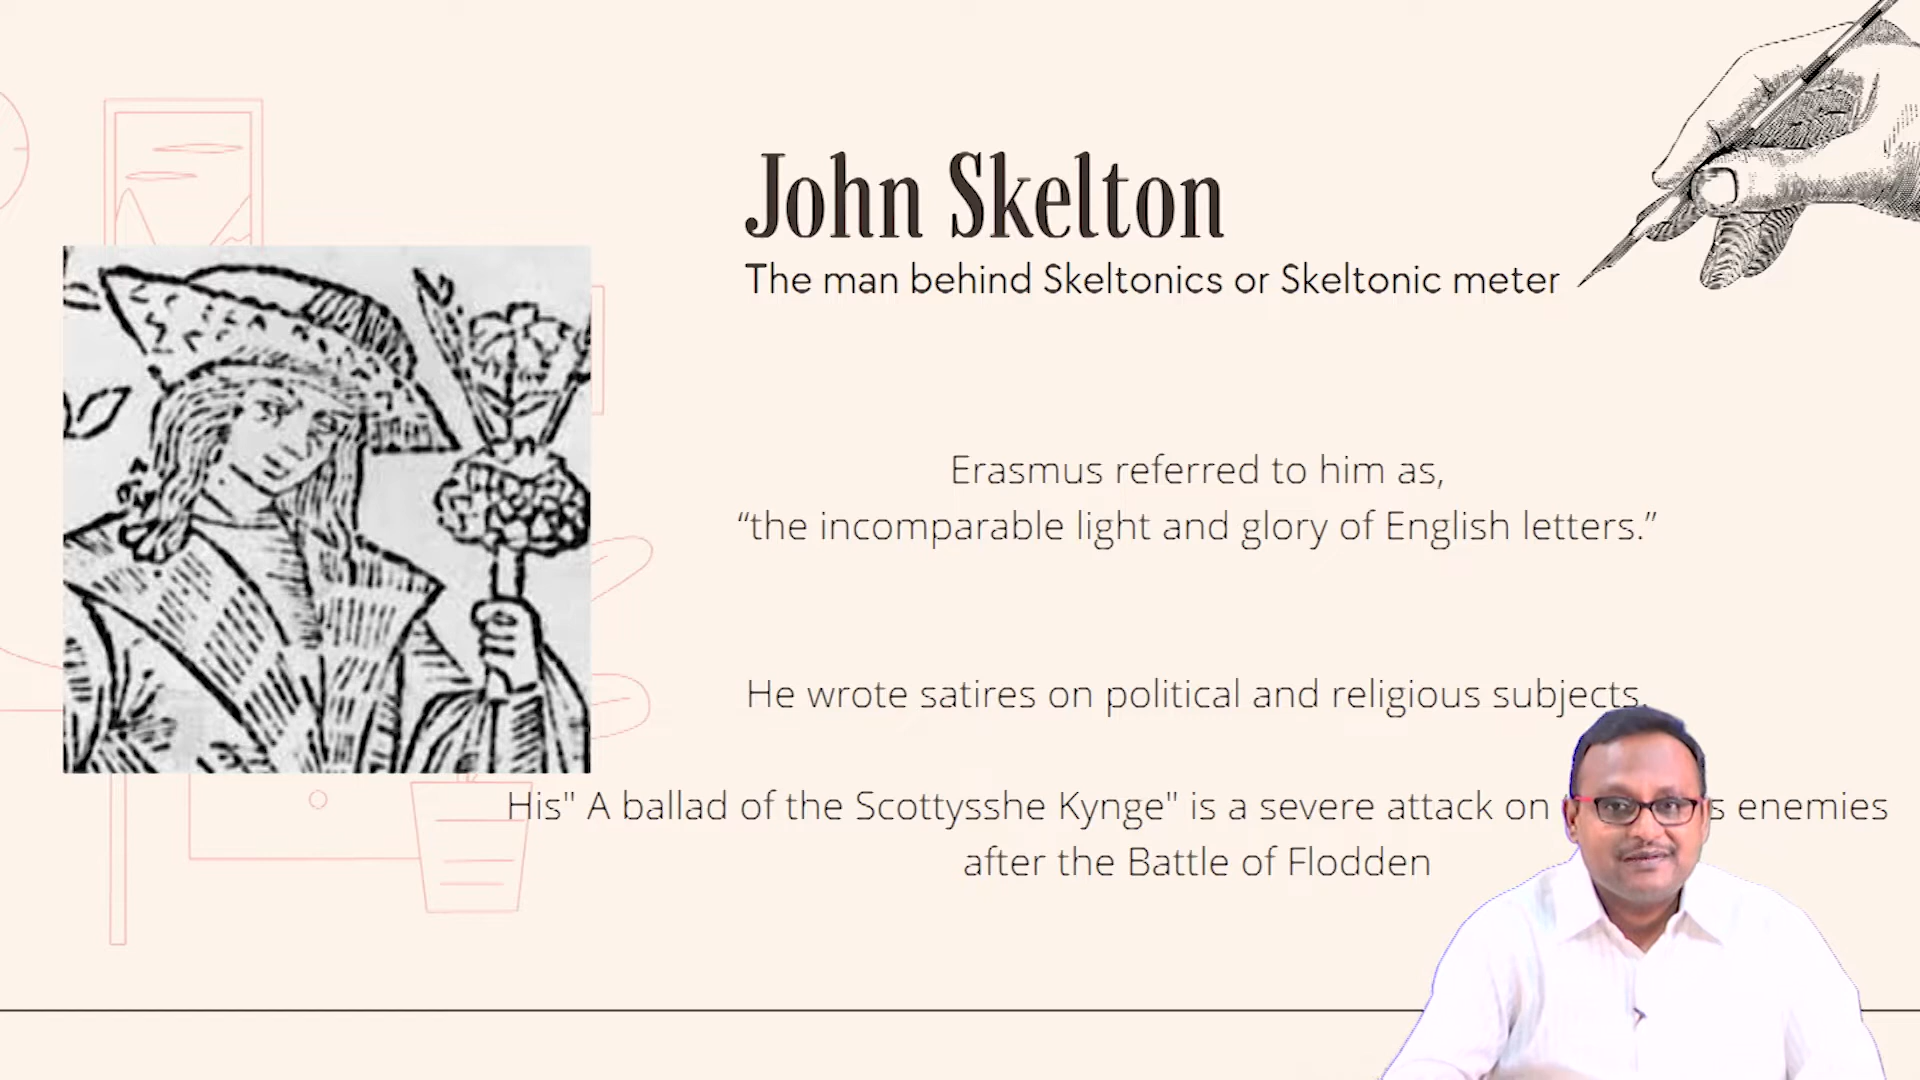 John Skelton
The man behind Skeltonics or Skeltonic meter
Erasmus referred to him as,
“the incomparable light and glory of English letters.”
He wrote satires on political and religious subjects.
His" A ballad of the Scottysshe Kynge" is a severe attack on enemies
after the Battle of Flodden